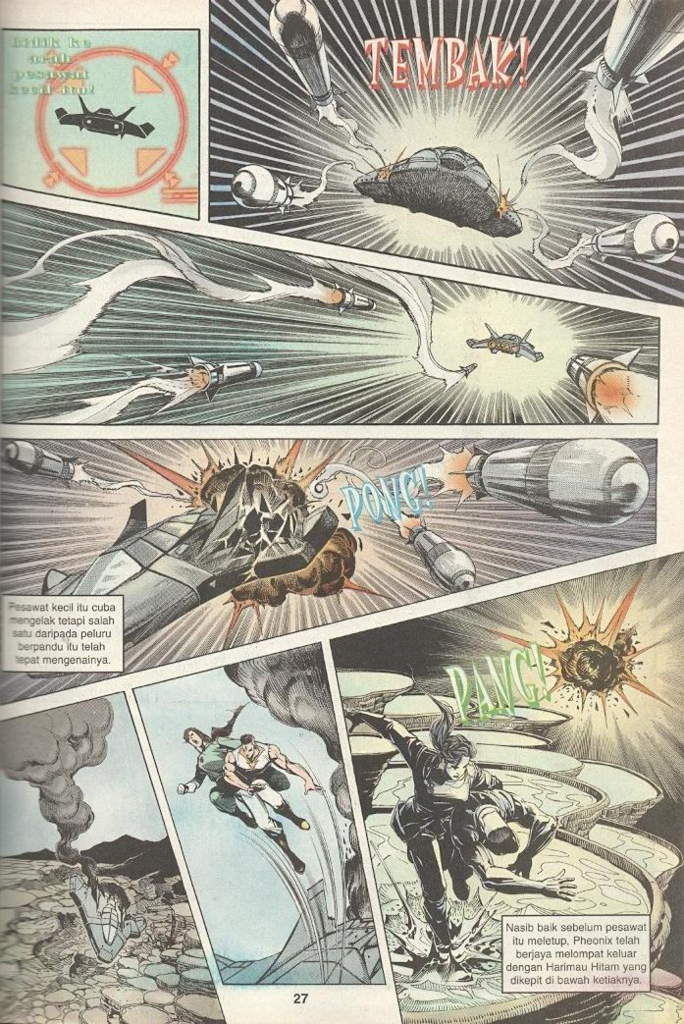 Bidik ke
arah
pesawat
kecil itu!
TEMBAK!
PONG!!
Pesawat kecil itu cuba
mengelak tetapi salah
satu daripada peluru
berpandu itu telah
tepat mengenainya.
PANG!!
Nasib baik sebelum pesawat
itu meletup, Pheonix telah
berjaya melompat keluar
dengan Harimau Hitam yang
dikepit di bawah ketiaknya.
27